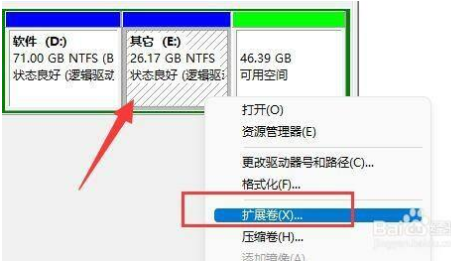 软件 (D:)
71.00 GB NTFS (B
状态良好 (逻辑驱动
其它 (E:)
26.17 GB NTFS
状态良好 (逻辑驱
46.39 GB
可用空间
打开(O)
资源管理器(E)
更改驱动器号和路径(C)...
格式化(F)...
扩展卷(X)...
压缩卷(H)...
添加镜像(A)...
Bai